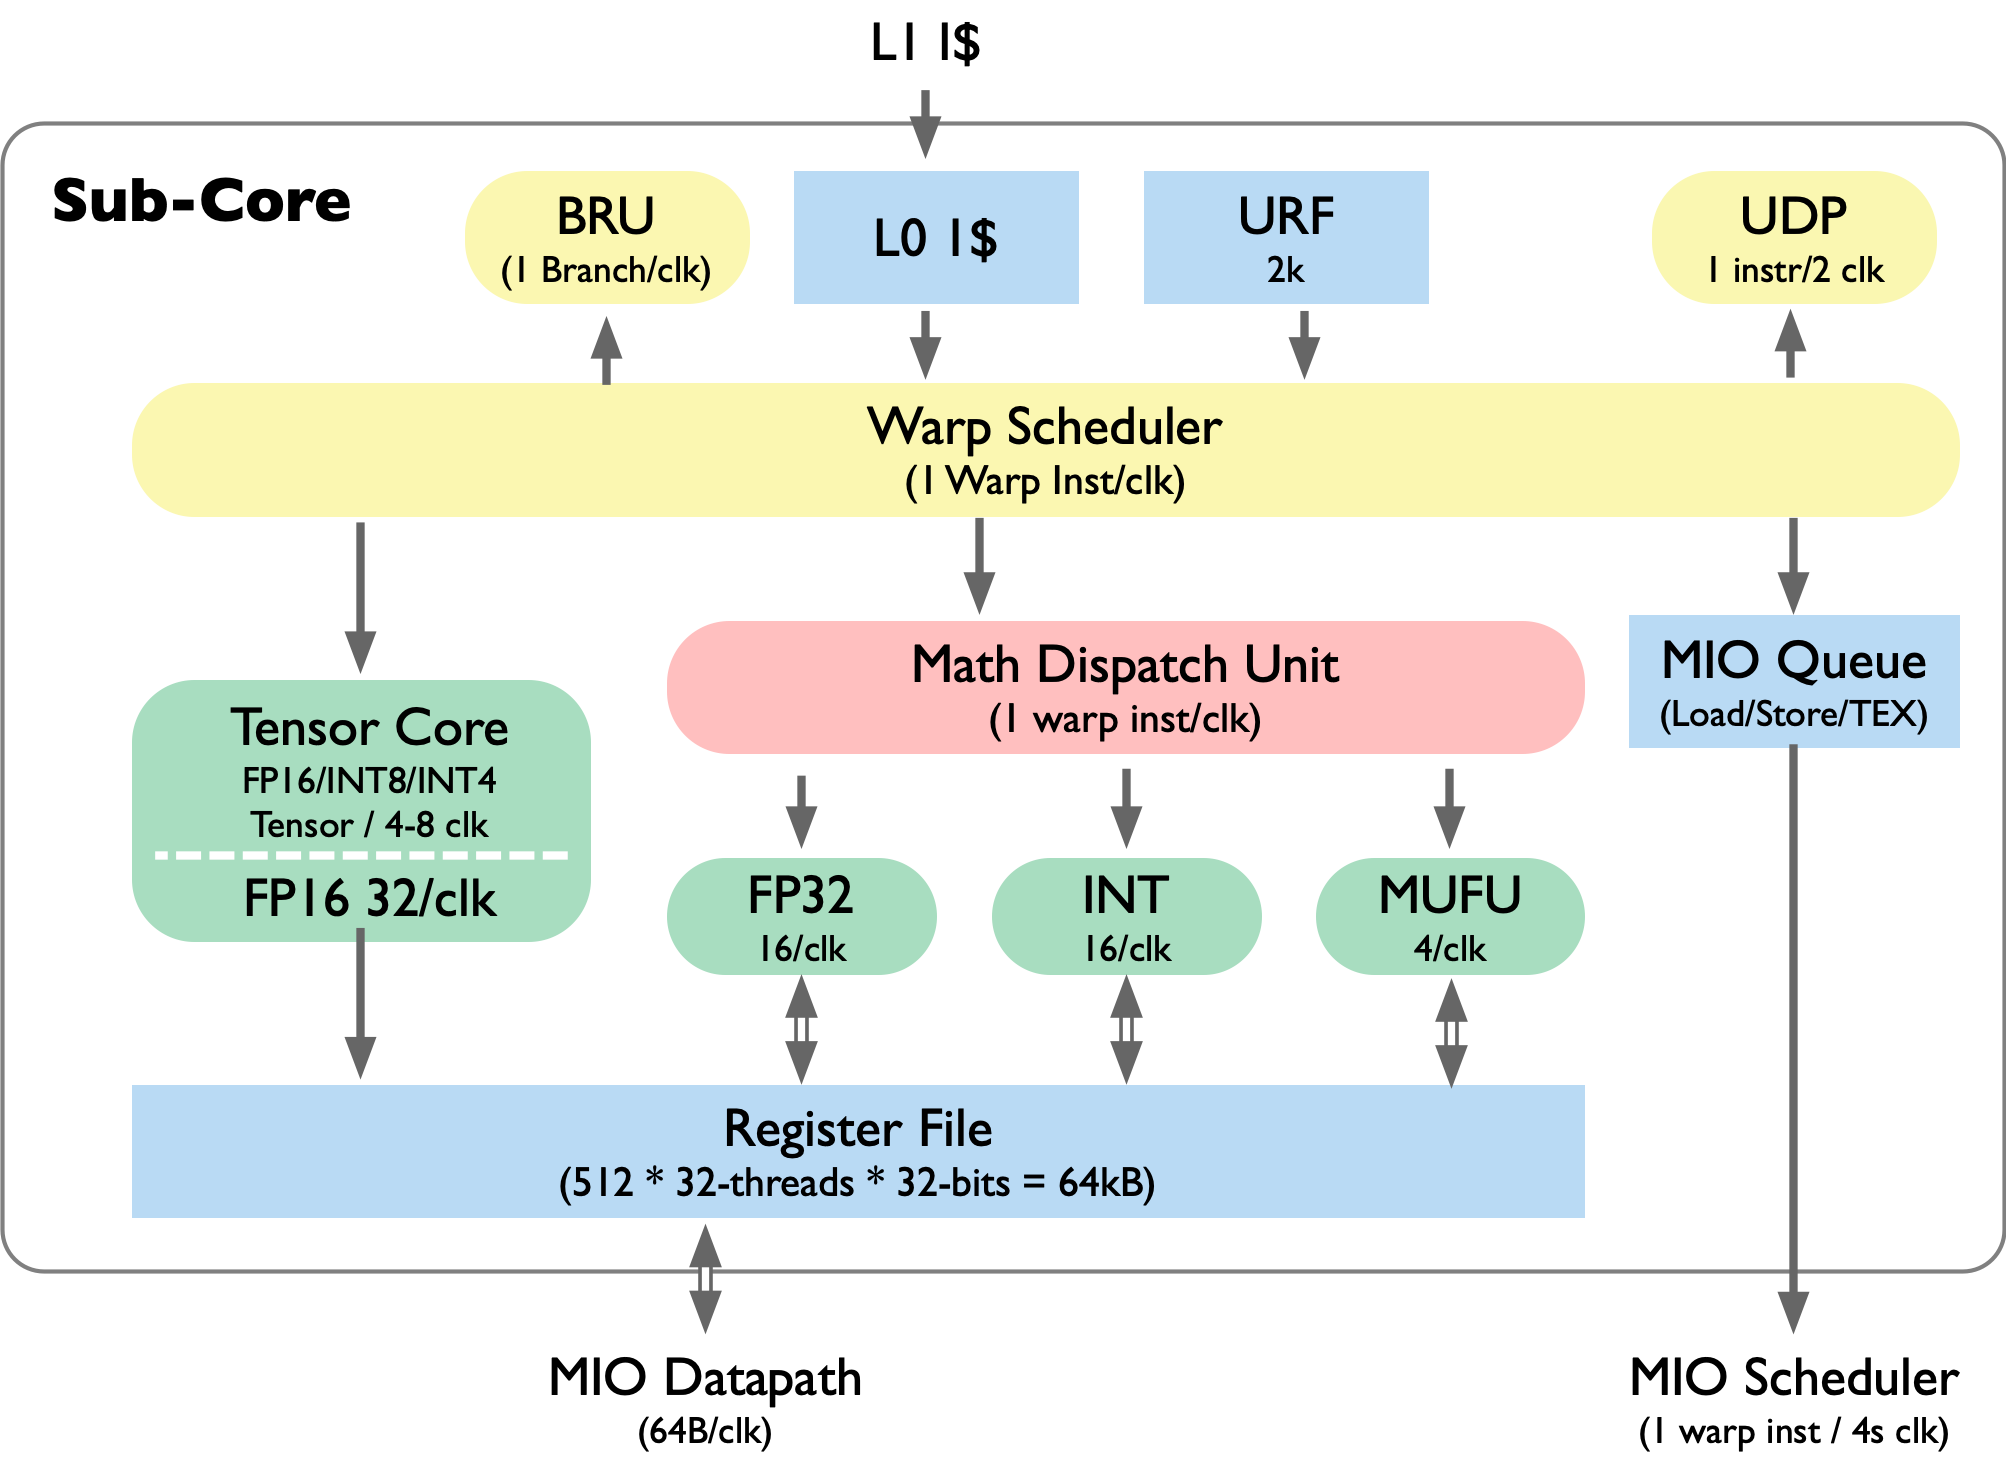 L1 I$
Sub-Core
BRU
(1 Branch/clk)
L0 1$
URF
2k
UDP
1 instr/2 clk
Warp Scheduler
(1 Warp Inst/clk)
Tensor Core
FP16/INT8/INT4
Tensor / 4-8 clk
FP16 32/clk
Math Dispatch Unit
(1 warp inst/clk)
MIO Queue
(Load/Store/TEX)
FP32
16/clk
INT
16/clk
MUFU
4/clk
Register File
(512 * 32-threads * 32-bits = 64kB)
MIO Datapath
(64B/clk)
MIO Scheduler
(1 warp inst / 4s clk)